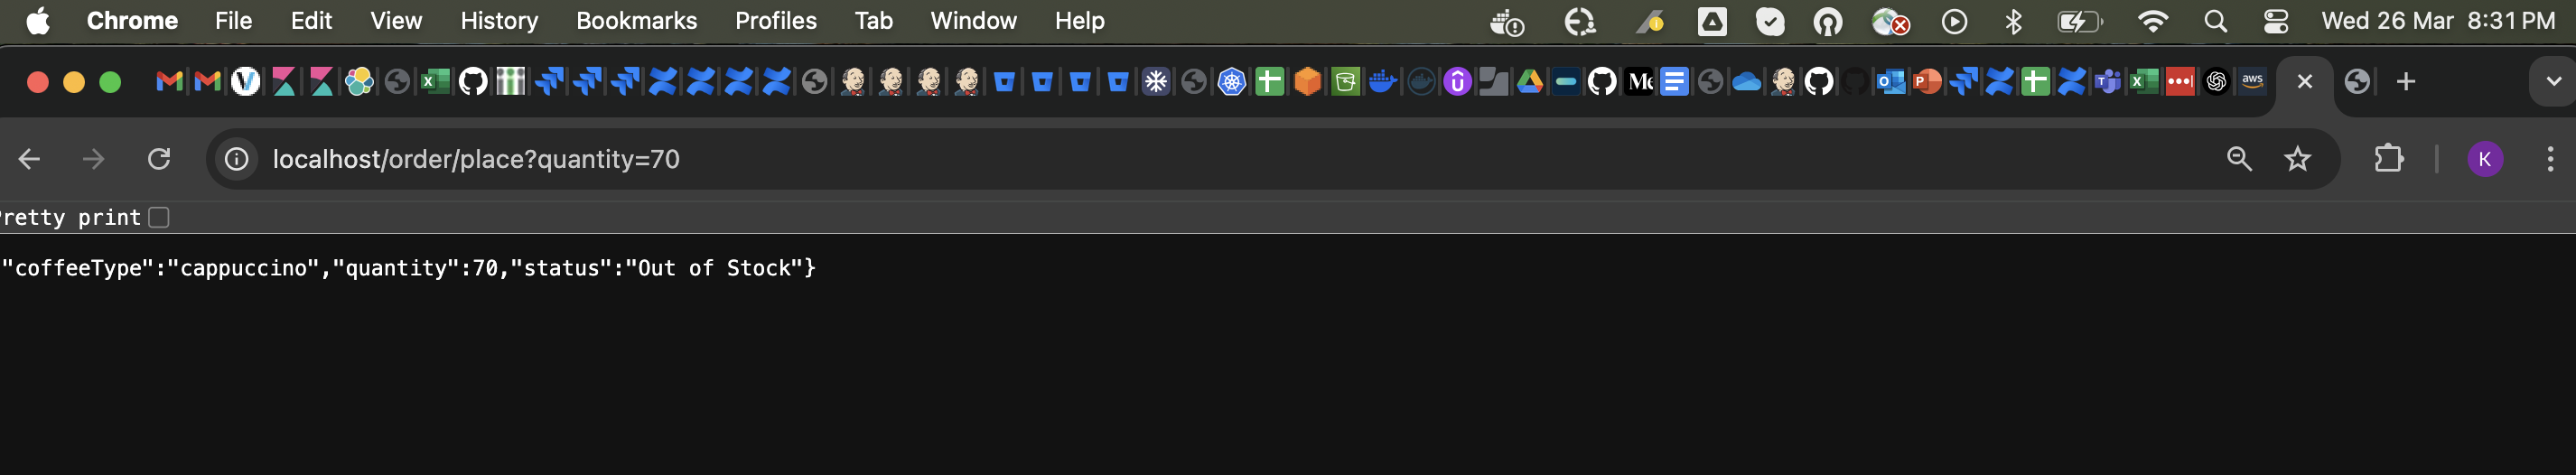 Chrome File Edit View History Bookmarks Profiles Tab Window Help Wed 26 Mar 8:31 PM
localhost/order/place?quantity=70 K
retty print
"coffeeType":"cappuccino","quantity":70,"status":"Out of Stock"}